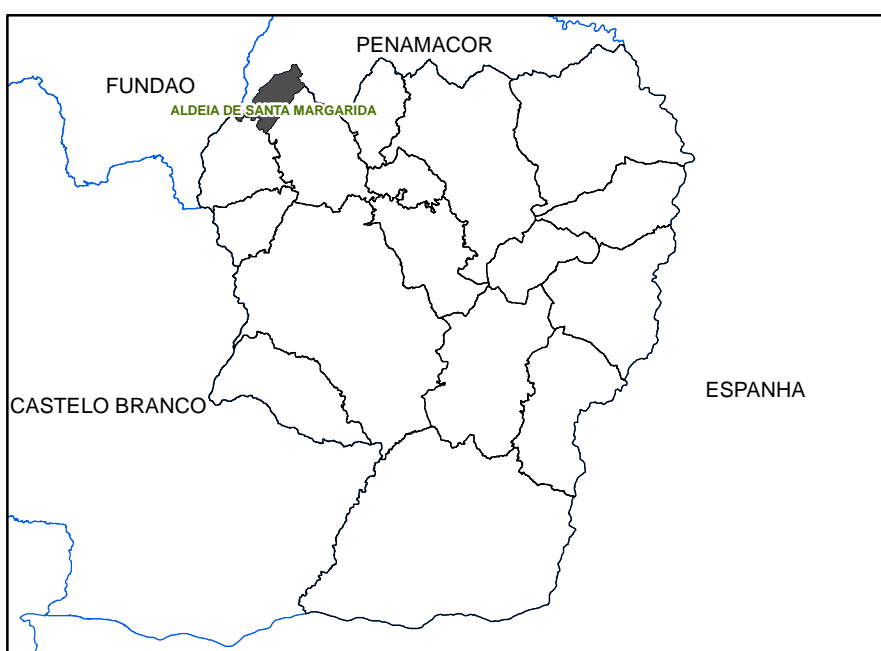 PENAMACOR
FUNDAO
ALDEIA DE SANTA MARGARIDA
ESPANHA
CASTELO BRANCO